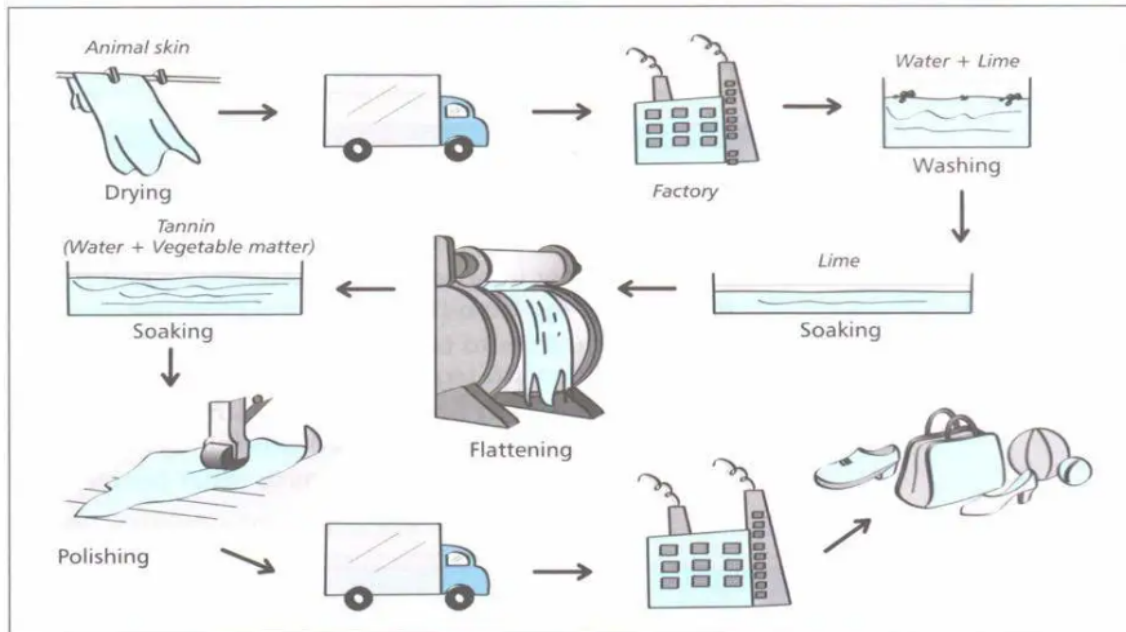 Animal skin
Drying
Factory
Water + Lime
Washing
Lime
Soaking
Flattening
Tannin
(Water + Vegetable matter)
Soaking
Polishing